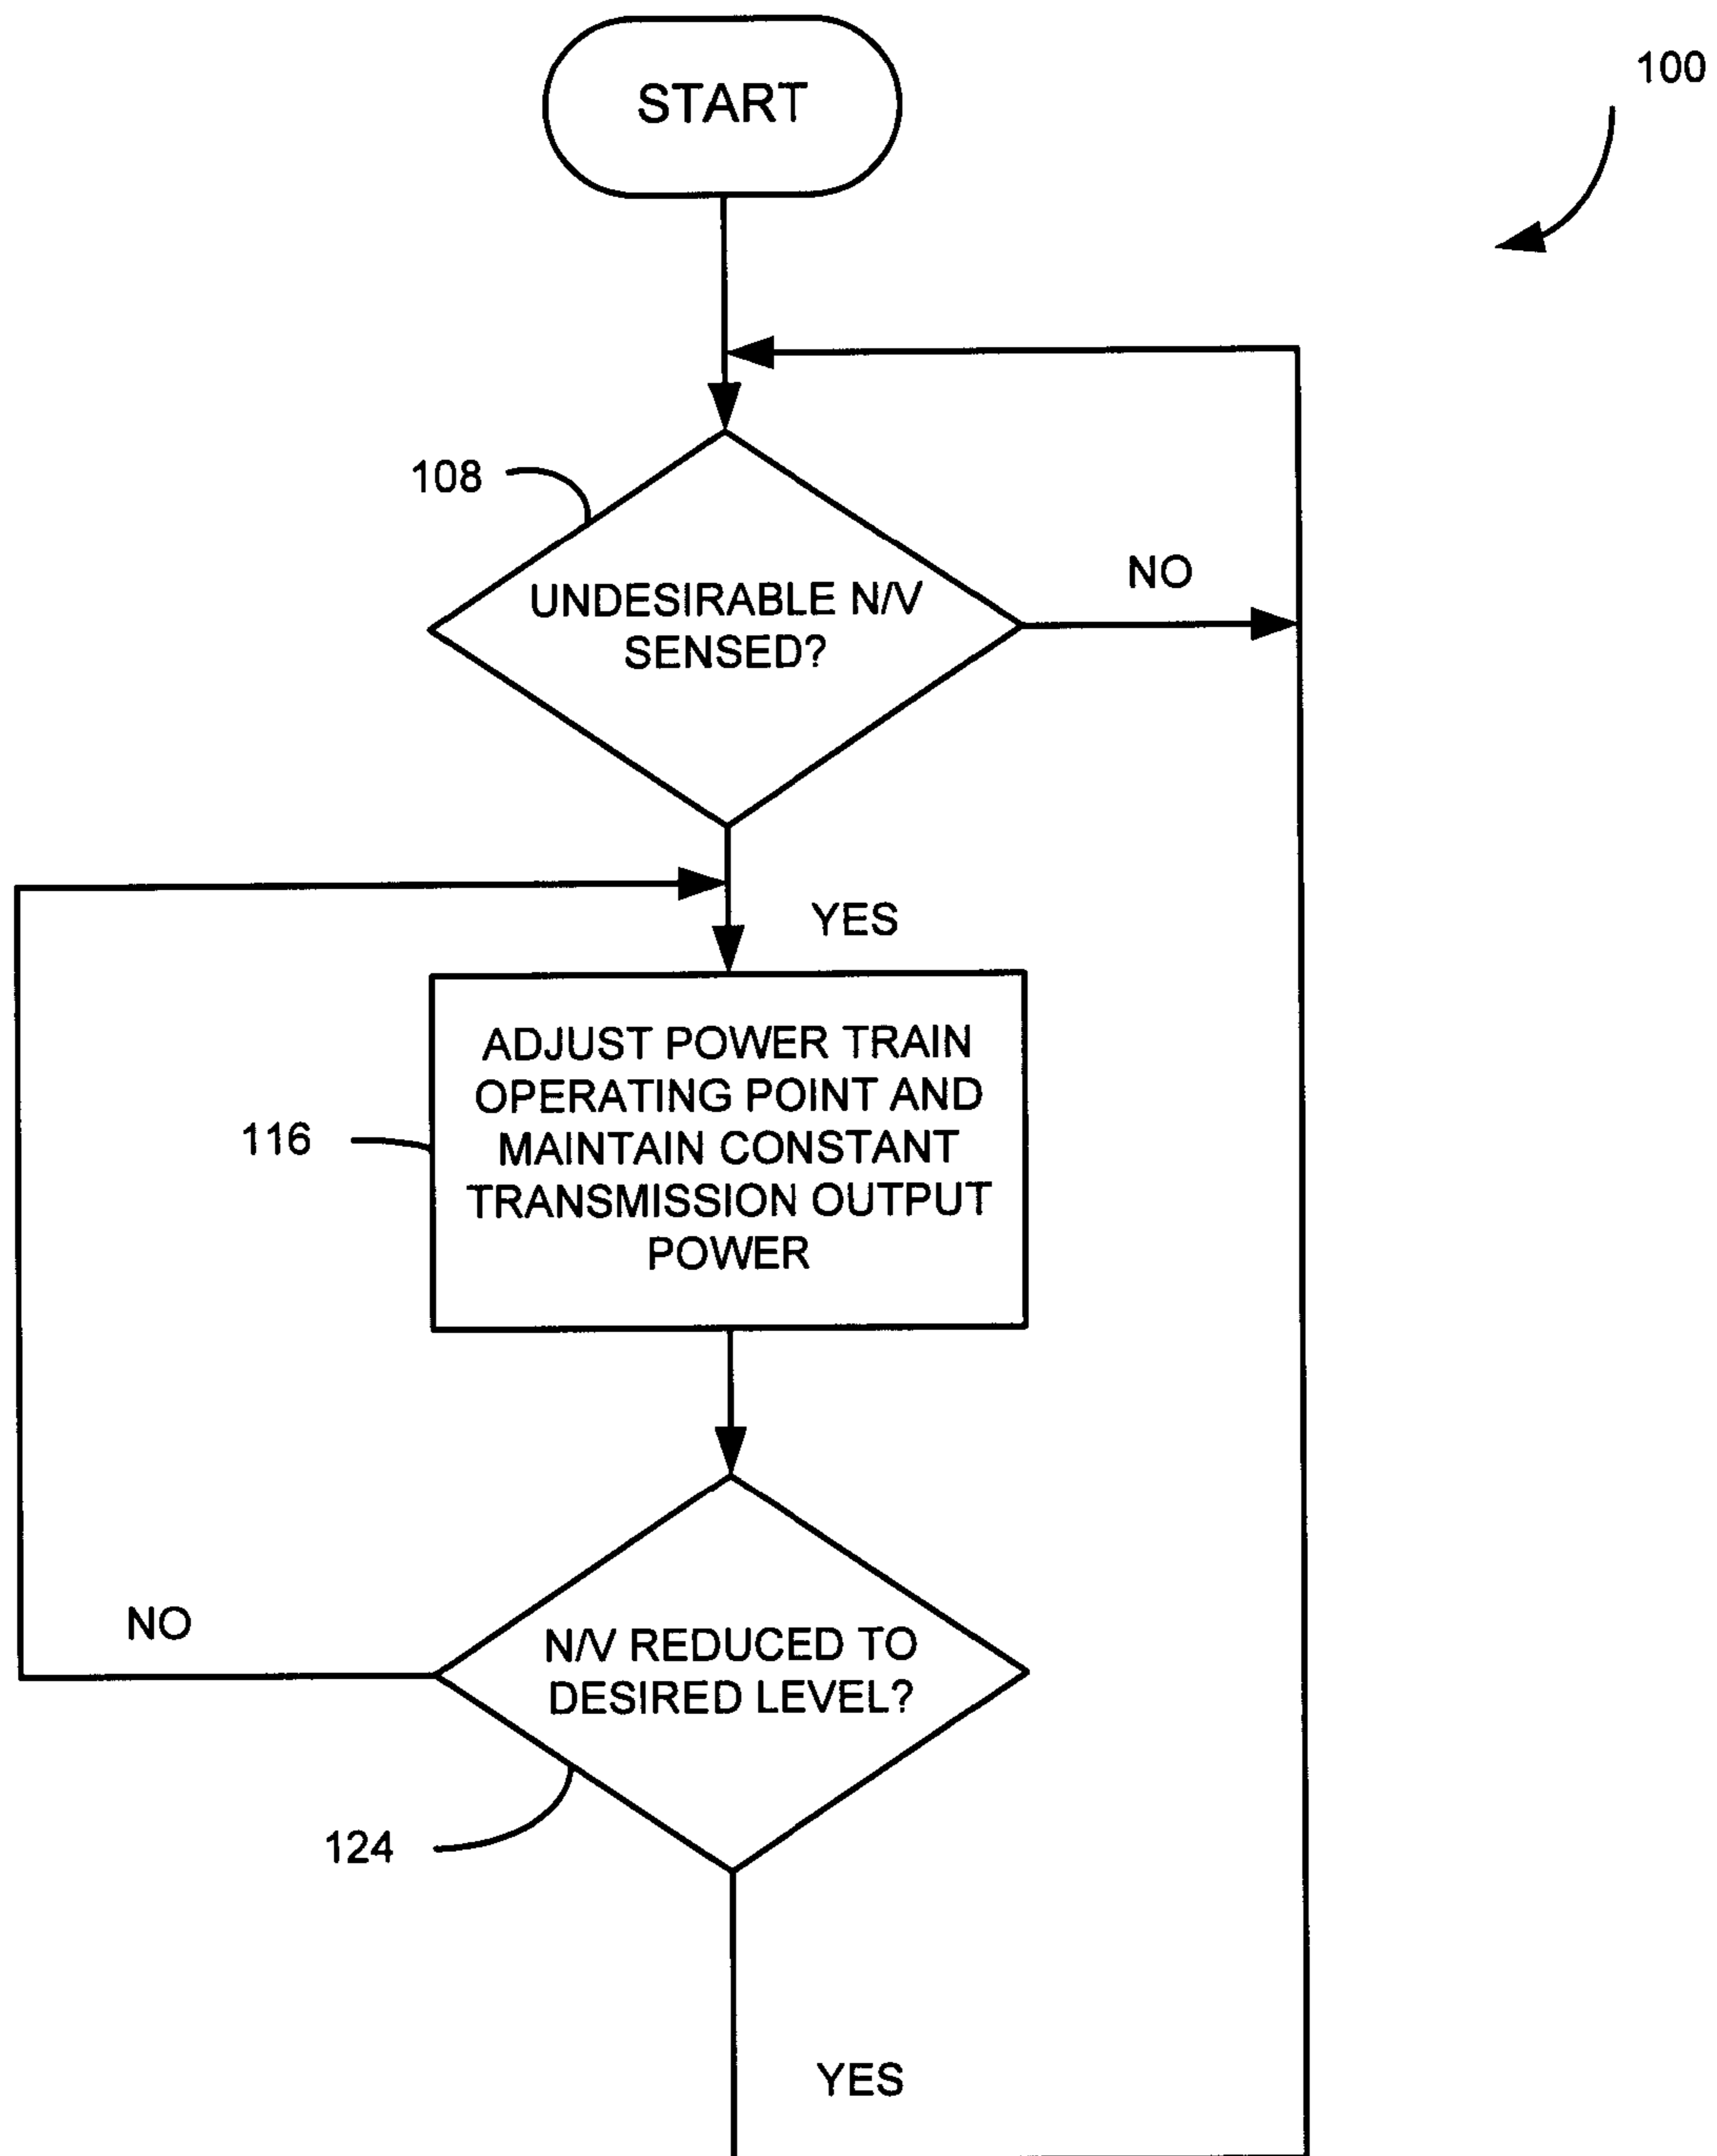 START
100
108
UNDESIRABLE N/V
SENSED?
NO
YES
ADJUST POWER TRAIN
OPERATING POINT AND
MAINTAIN CONSTANT
TRANSMISSION OUTPUT
POWER
116
NO
N/V REDUCED TO
DESIRED LEVEL?
124
YES